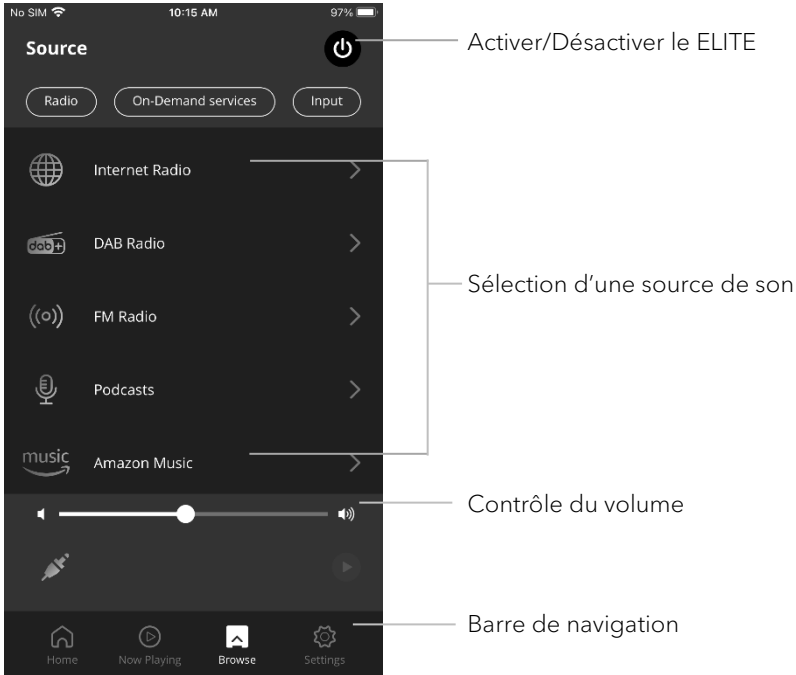 No SIM 10:15 AM 97%
Source
Activer/Désactiver le ELITE
Radio On-Demand services Input
Internet Radio
dab+ DAB Radio
Sélection d’une source de son
FM Radio
Podcasts
music Amazon Music
Contrôle du volume
Barre de navigation
Home Now Playing Browse Settings